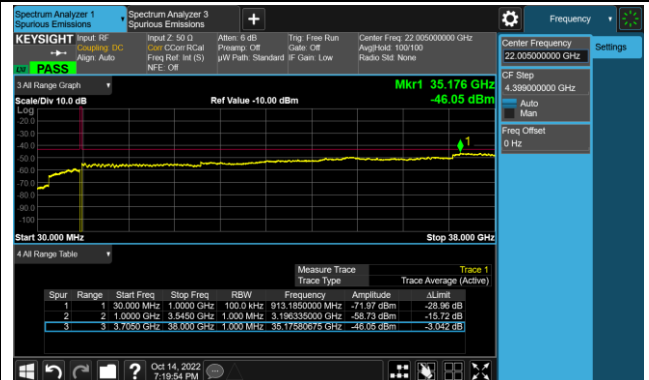 Spectrum Analyzer 1
Spurious Emissions
Spectrum Analyzer 3
Spurious Emissions
+
Frequency
KEYSIGHT
Input: RF
Coupling: DC
Align: Auto
Input Z: 50 Ω
Corr CCorr RCal
Freq Ref: Int (S)
NFE: Off
Atten: 6 dB
Preamp: Off
µW Path: Standard
Trig: Free Run
Gate: Off
IF Gain: Low
Center Freq: 22.005000000 GHz
Avg|Hold: 100/100
Radio Std: None
PASS
Center Frequency
22.005000000 GHz
Settings
CF Step
4.399000000 GHz
Auto
Man
Freq Offset
0 Hz
3 All Range Graph
Mkr1 35.176 GHz
Scale/Div 10.0 dB
Ref Value -10.00 dBm
-46.05 dBm
Log
-20.0
-30.0
-40.0
-50.0
-60.0
-70.0
-80.0
-90.0
-100
1
Start 30.000 MHz
Stop 38.000 GHz
4 All Range Table
Measure Trace Trace 1
Trace Type Trace Average (Active)
Spur Range Start Freq Stop Freq RBW Frequency Amplitude ΔLimit
1 1 30.000 MHz 1.0000 GHz 100.0 kHz 913.1850000 MHz -71.97 dBm -28.96 dB
2 2 1.0000 GHz 3.5450 GHz 1.000 MHz 3.196335000 GHz -58.73 dBm -15.72 dB
3 3 3.7050 GHz 38.000 GHz 1.000 MHz 35.17580675 GHz -46.05 dBm -3.042 dB
?
Oct 14, 2022
7:19:54 PM